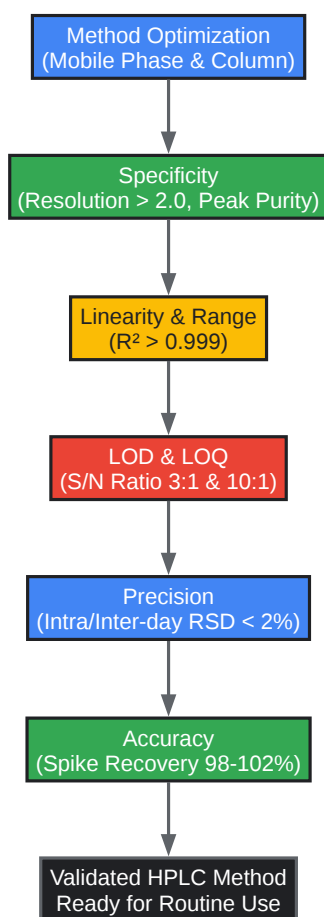 Method Optimization
(Mobile Phase & Column)
Specificity
(Resolution > 2.0, Peak Purity)
Linearity & Range
(R² > 0.999)
LOD & LOQ
(S/N Ratio 3:1 & 10:1)
Precision
(Intra/Inter-day RSD < 2%)
Accuracy
(Spike Recovery 98-102%)
Validated HPLC Method
Ready for Routine Use